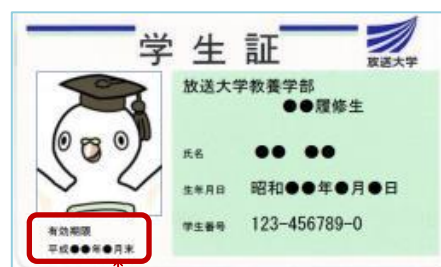 学生証
放送大学
放送大学教養学部
●●履修生
氏名 ●● ●●
生年月日 昭和●●年●月●日
学生番号 123-456789-0
有効期限
平成●●年●月末